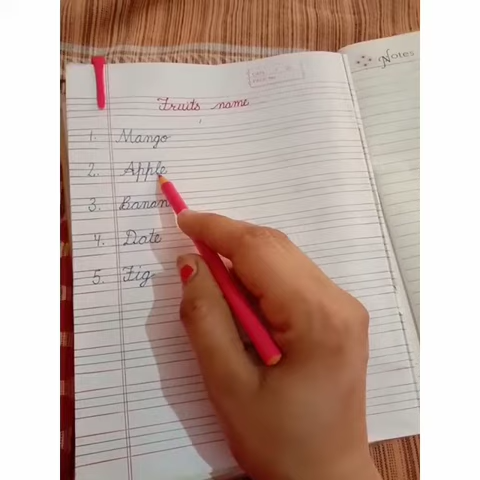 Notes
Fruits name
1. Mango
2. Apple
3. Banan
4. Date
5. Fig